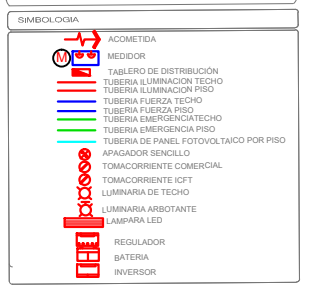 SIMBOLOGIA
ACOMETIDA
M
MEDIDOR
TABLERO DE DISTRIBUCIÓN
TUBERIA ILUMINACION TECHO
TUBERIA ILUMINACION PISO
TUBERIA FUERZA TECHO
TUBERIA FUERZA PISO
TUBERIA EMERGENCIATECHO
TUBERIA EMERGENCIA PISO
TUBERIA DE PANEL FOTOVOLTAICO POR PISO
APAGADOR SENCILLO
TOMACORRIENTE COMERCIAL
TOMACORRIENTE ICFT
LUMINARIA DE TECHO
LUMINARIA ARBOTANTE
LAMPARA LED
REGULADOR
BATERIA
INVERSOR